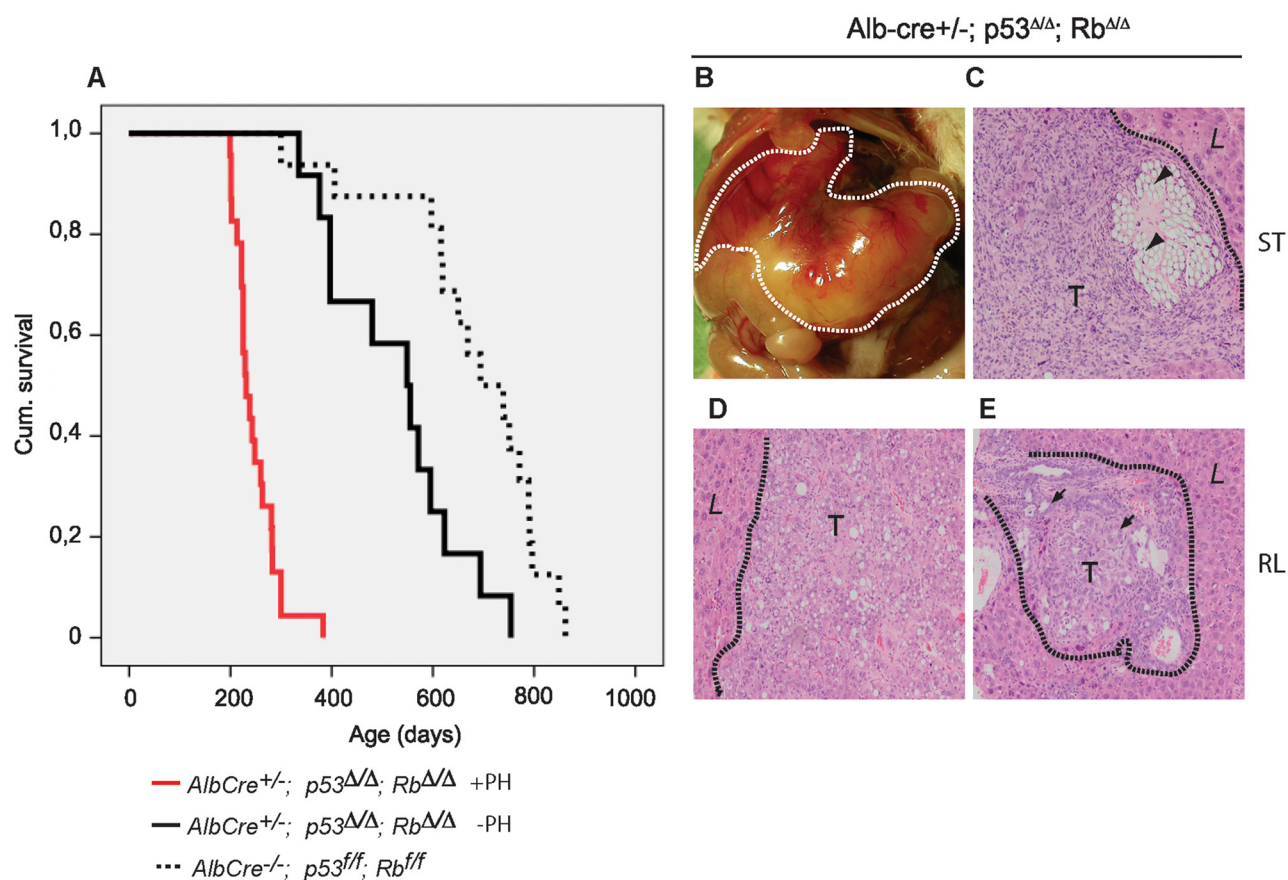 Alb-cre+/-; p53Δ/Δ; RbΔ/Δ
A
B
C
1,0
0,8
0,6
0,4
0,2
0
Cum. survival
0 200 400 600 800 1000
Age (days)
AlbCre+/-; p53Δ/Δ; RbΔ/Δ +PH
AlbCre+/-; p53Δ/Δ; RbΔ/Δ -PH
AlbCre-/-; p53f/f; Rbf/f
L
T
ST
D
E
L
T
L
T
RL